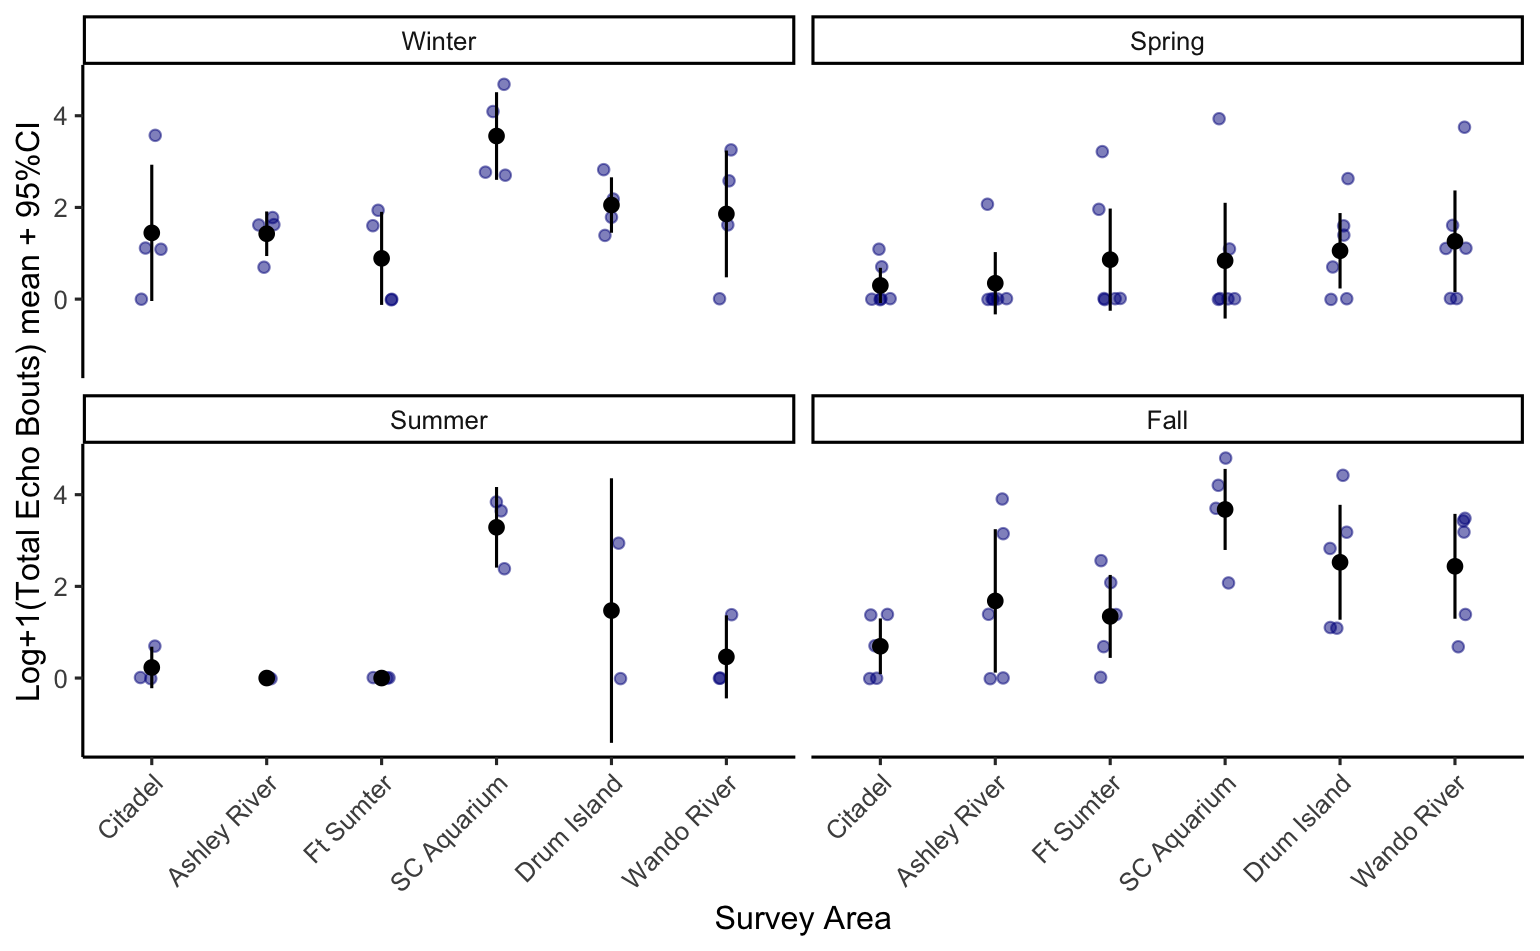 Log+1(Total Echo Bouts) mean + 95%CI
Winter
Spring
4
2
0
Summer
Fall
4
2
0
Citadel
Ashley River
Ft Sumter
SC Aquarium
Drum Island
Wando River
Citadel
Ashley River
Ft Sumter
SC Aquarium
Drum Island
Wando River
Survey Area